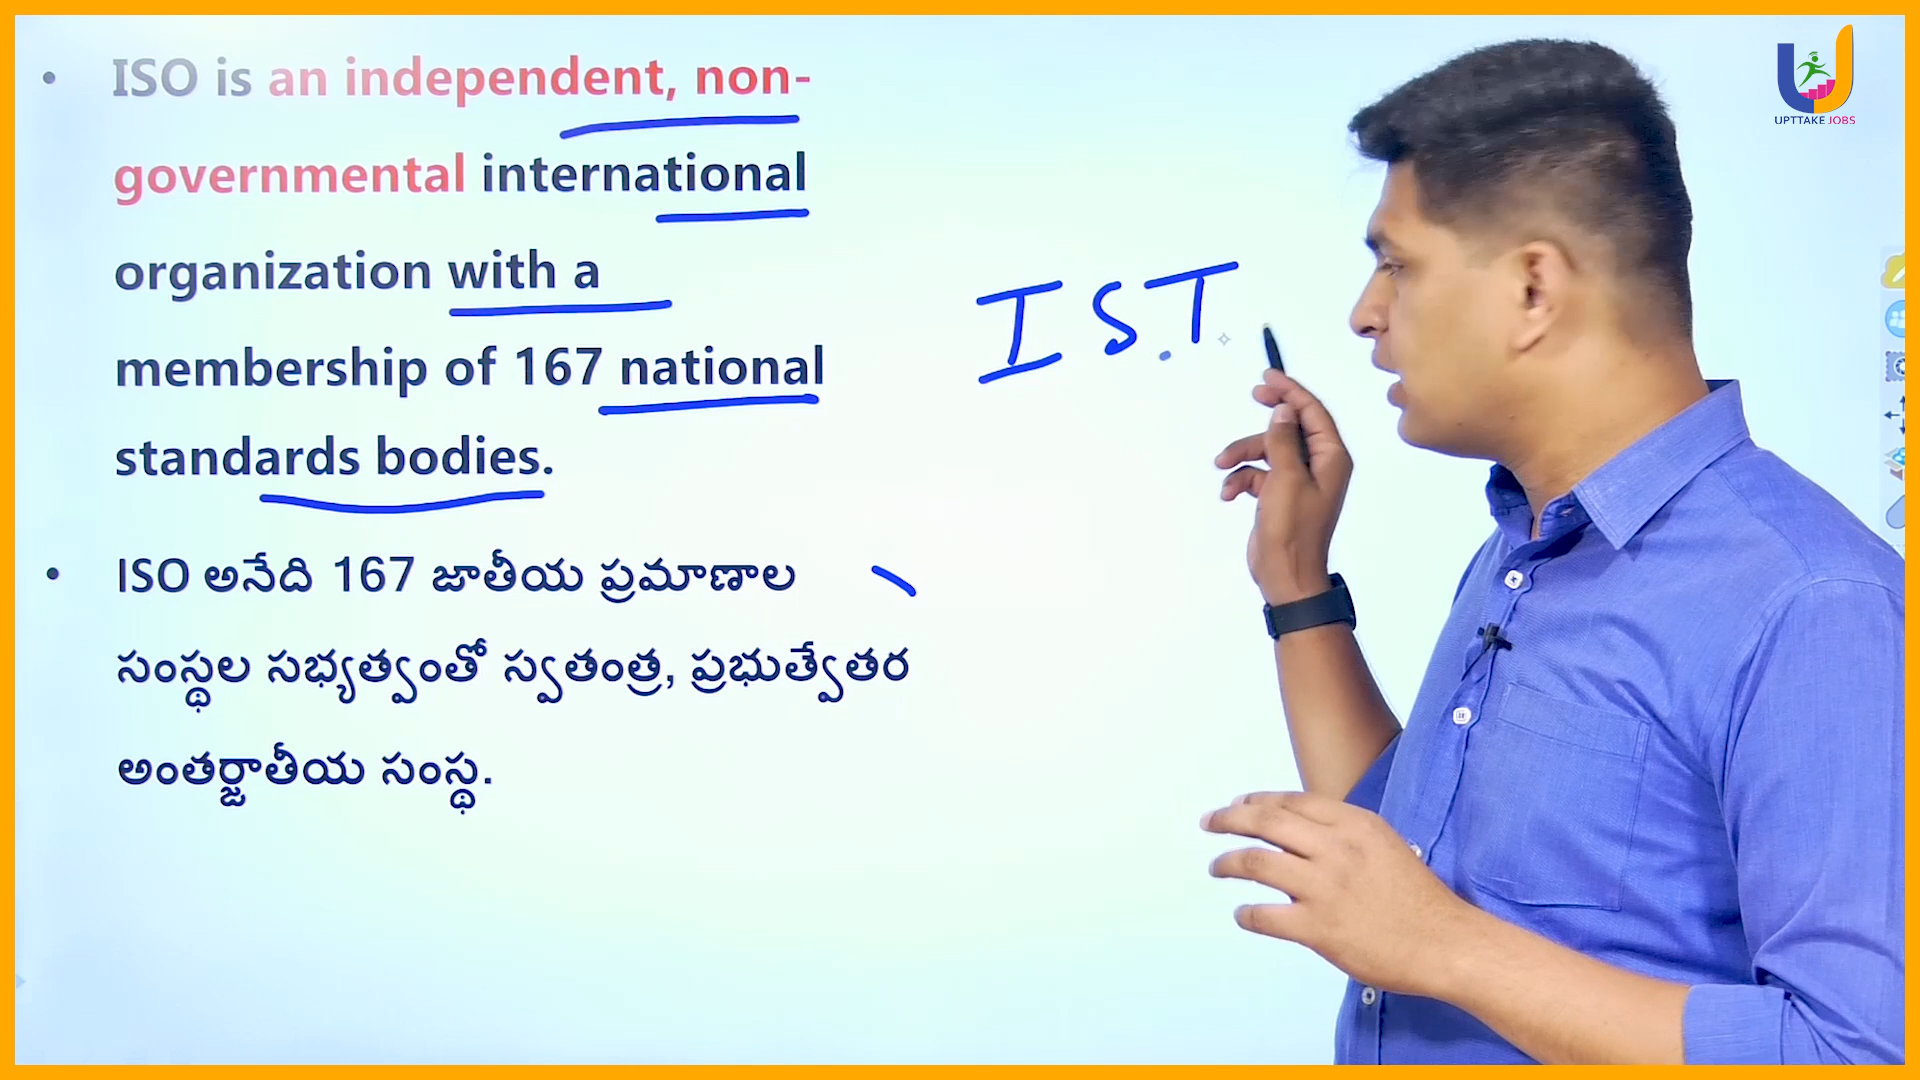 • ISO is an independent, non-
governmental international
organization with a
membership of 167 national
standards bodies.
• ISO అనేది 167 జాతీయ ప్రమాణాల
సంస్థల సభ్యత్వంతో స్వతంత్ర, ప్రభుత్వేతర
అంతర్జాతీయ సంస్థ.
IST
UPTTAKE JOBS